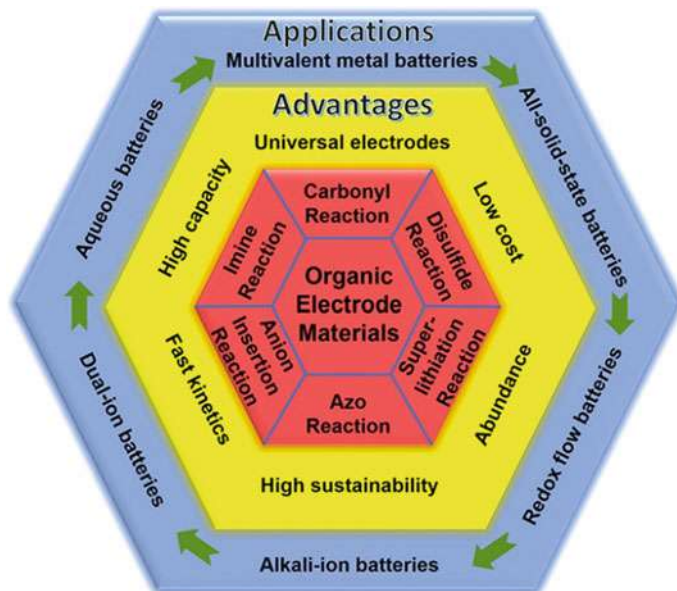 Applications
Multivalent metal batteries
All-solid-state batteries
Redox flow batteries
Alkali-ion batteries
Dual-ion batteries
Aqueous batteries
Advantages
Universal electrodes
Low cost
Abundance
High sustainability
Fast kinetics
High capacity
Carbonyl
Reaction
Disulfide
Reaction
Super-
lithiation
Reaction
Azo
Reaction
Anion
Insertion
Reaction
Imine
Reaction
Organic
Electrode
Materials